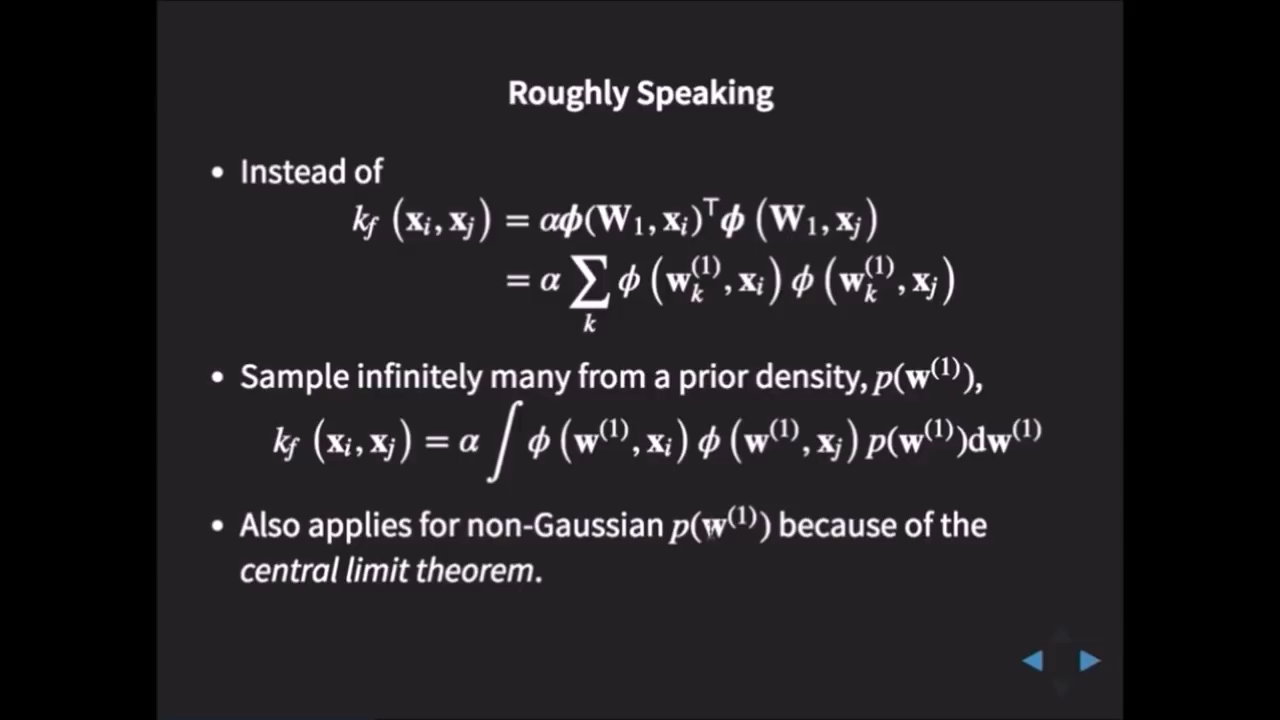 Roughly Speaking
• Instead of
k_f (x_i, x_j) = αϕ(W_1, x_i)^⊤ϕ (W_1, x_j)
= α ∑_k ϕ (w_k^(1), x_i) ϕ (w_k^(1), x_j)
• Sample infinitely many from a prior density, p(w^(1)),
k_f (x_i, x_j) = α ∫ ϕ (w^(1), x_i) ϕ (w^(1), x_j) p(w^(1))dw^(1)
• Also applies for non-Gaussian p(w^(1)) because of the
central limit theorem.